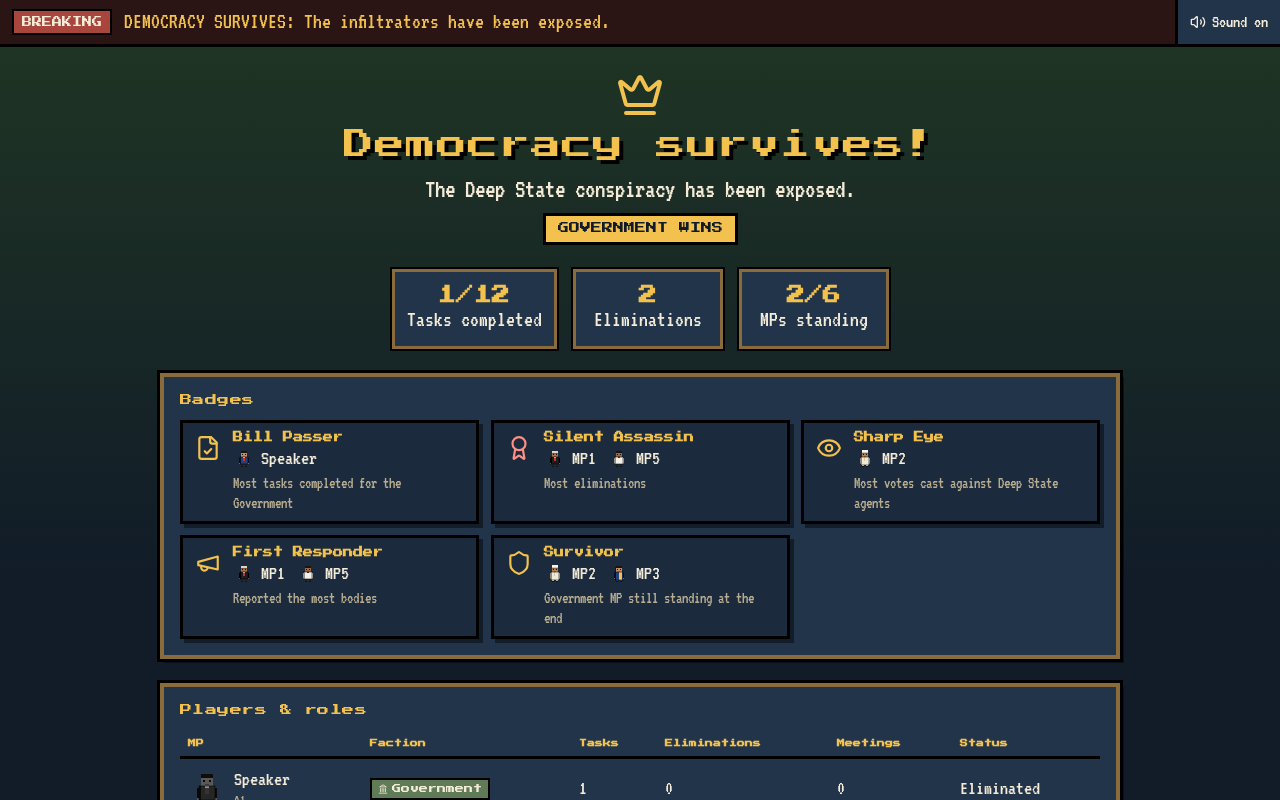 BREAKING DEMOCRACY SURVIVES: The infiltrators have been exposed. Sound on
Democracy survives!
The Deep State conspiracy has been exposed.
GOVERNMENT WINS
1/12 2 2/6
Tasks completed Eliminations MPs standing
Badges
Bill Passer
Speaker
Most tasks completed for the
Government
Silent Assassin
MP1 MP5
Most eliminations
Sharp Eye
MP2
Most votes cast against Deep State
agents
First Responder
MP1 MP5
Reported the most bodies
Survivor
MP2 MP3
Government MP still standing at the
end
Players & roles
MP Faction Tasks Eliminations Meetings Status
Speaker Government 1 0 0 Eliminated